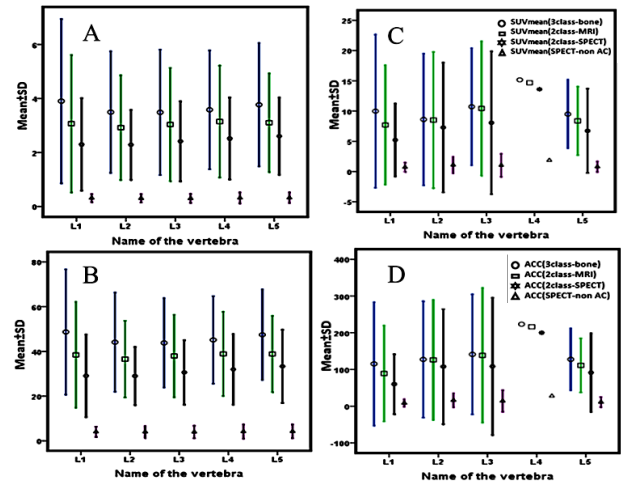 A
Mean±SD
6
4
2
0
L1 L2 L3 L4 L5
Name of the vertebra
C
SUVmean(3class-bone)
SUVmean(2class-MRI)
SUVmean(2class-SPECT)
SUVmean(SPECT-non AC)
Mean±SD
25
20
15
10
5
0
-5
L1 L2 L3 L4 L5
Name of the vertebra
B
Mean±SD
80
60
40
20
0
L1 L2 L3 L4 L5
Name of the vertebra
D
ACC(3class-bone)
ACC(2class-MRI)
ACC(2class-SPECT)
ACC(SPECT-non AC)
Mean±SD
400
300
200
100
0
-100
L1 L2 L3 L4 L5
Name of the vertebra